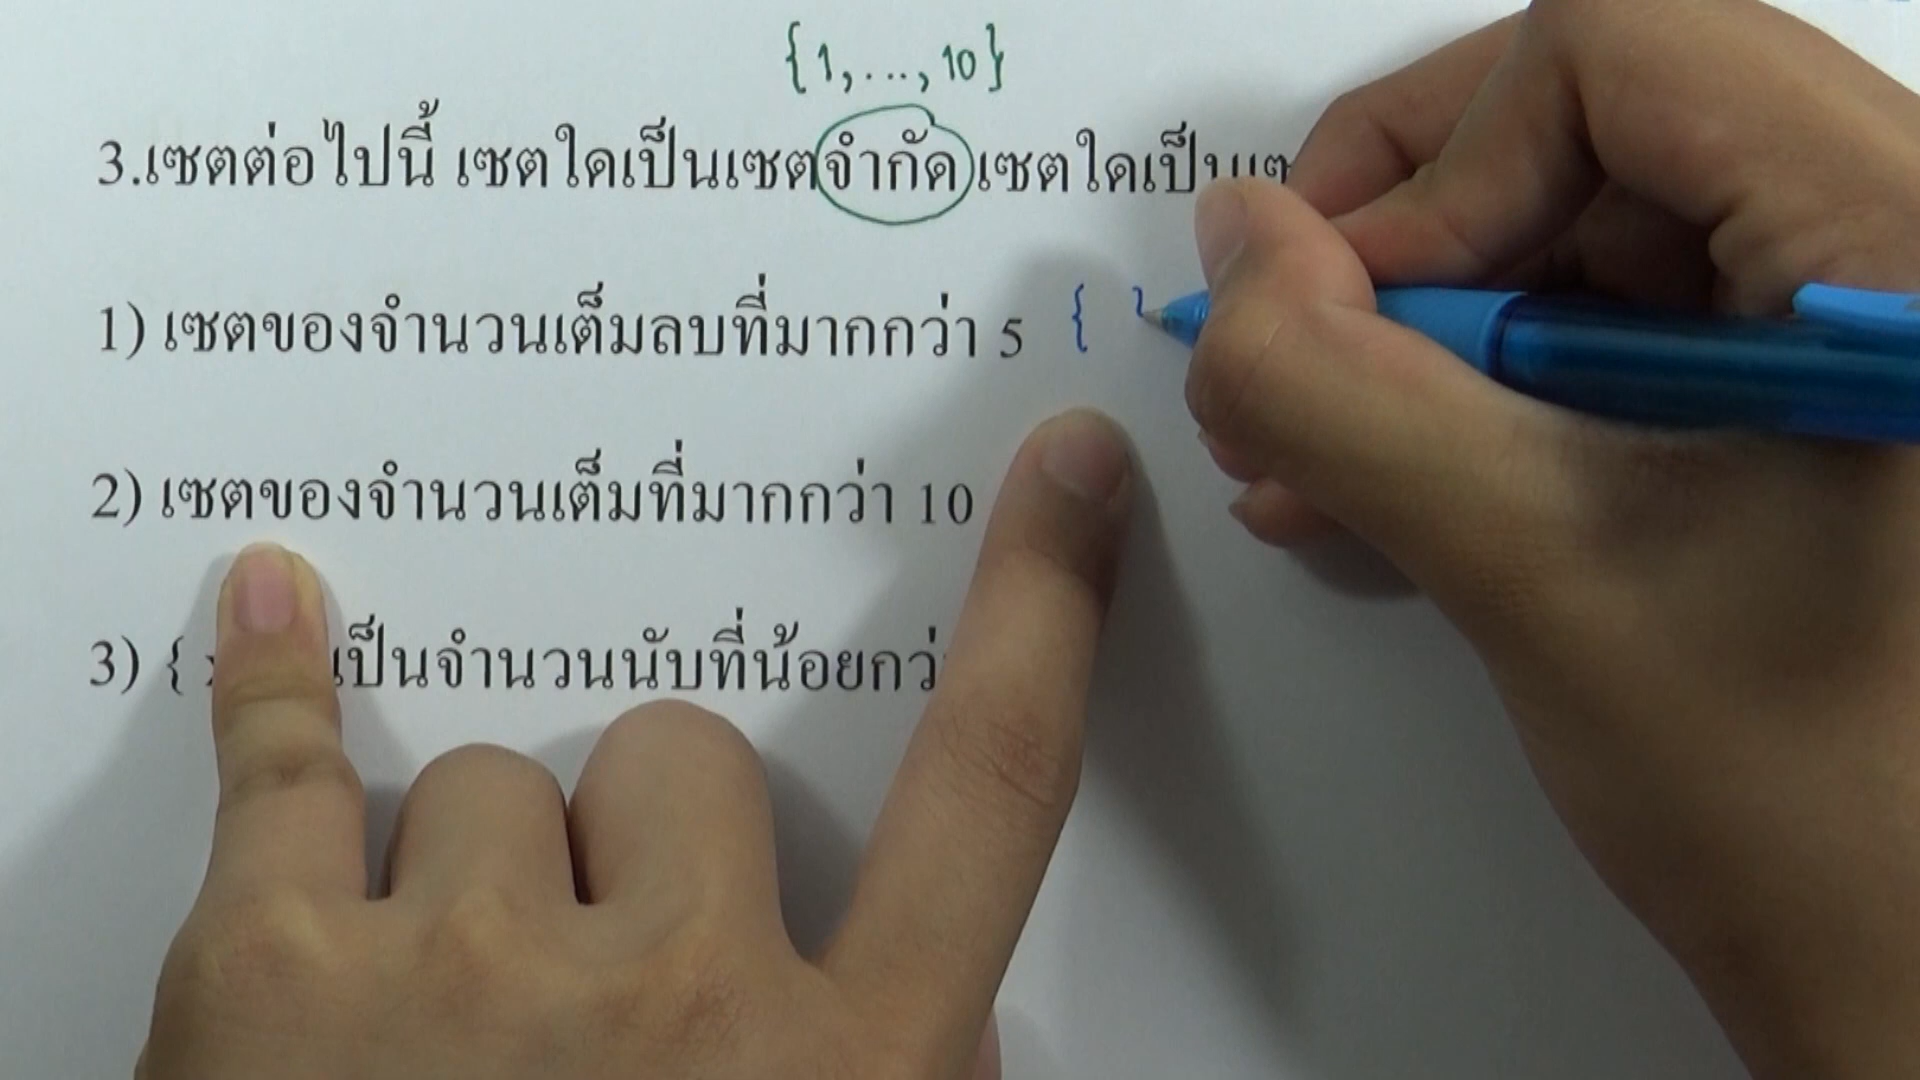 {1,...,10}
3.เซตต่อไปนี้ เซตใดเป็นเซตจำกัด เซตใดเป็น
1) เซตของจำนวนเต็มลบที่มากกว่า 5 { }
2) เซตของจำนวนเต็มที่มากกว่า 10
3) { เป็นจำนวนนับที่น้อย